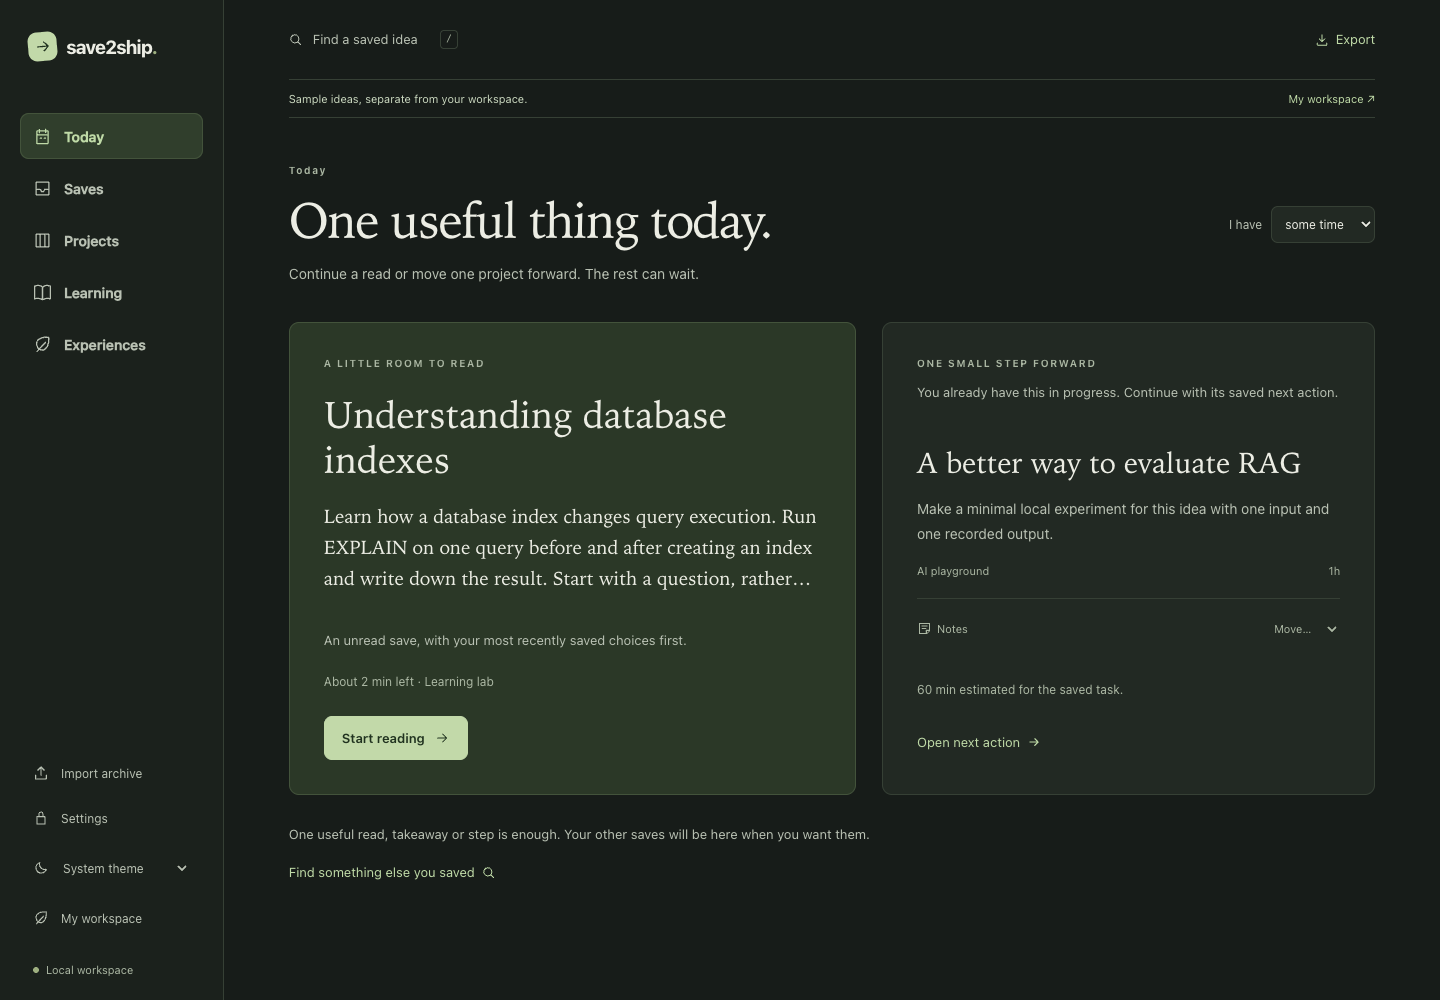 save2ship.
Today
Saves
Projects
Learning
Experiences
Import archive
Settings
System theme
My workspace
Local workspace
Find a saved idea /
Export
Sample ideas, separate from your workspace.
My workspace ↗
Today
One useful thing today.
Continue a read or move one project forward. The rest can wait.
I have some time
A LITTLE ROOM TO READ
Understanding database
indexes
Learn how a database index changes query execution. Run
EXPLAIN on one query before and after creating an index
and write down the result. Start with a question, rather…
An unread save, with your most recently saved choices first.
About 2 min left · Learning lab
Start reading →
ONE SMALL STEP FORWARD
You already have this in progress. Continue with its saved next action.
A better way to evaluate RAG
Make a minimal local experiment for this idea with one input and
one recorded output.
AI playground 1h
Notes Move...
60 min estimated for the saved task.
Open next action →
One useful read, takeaway or step is enough. Your other saves will be here when you want them.
Find something else you saved